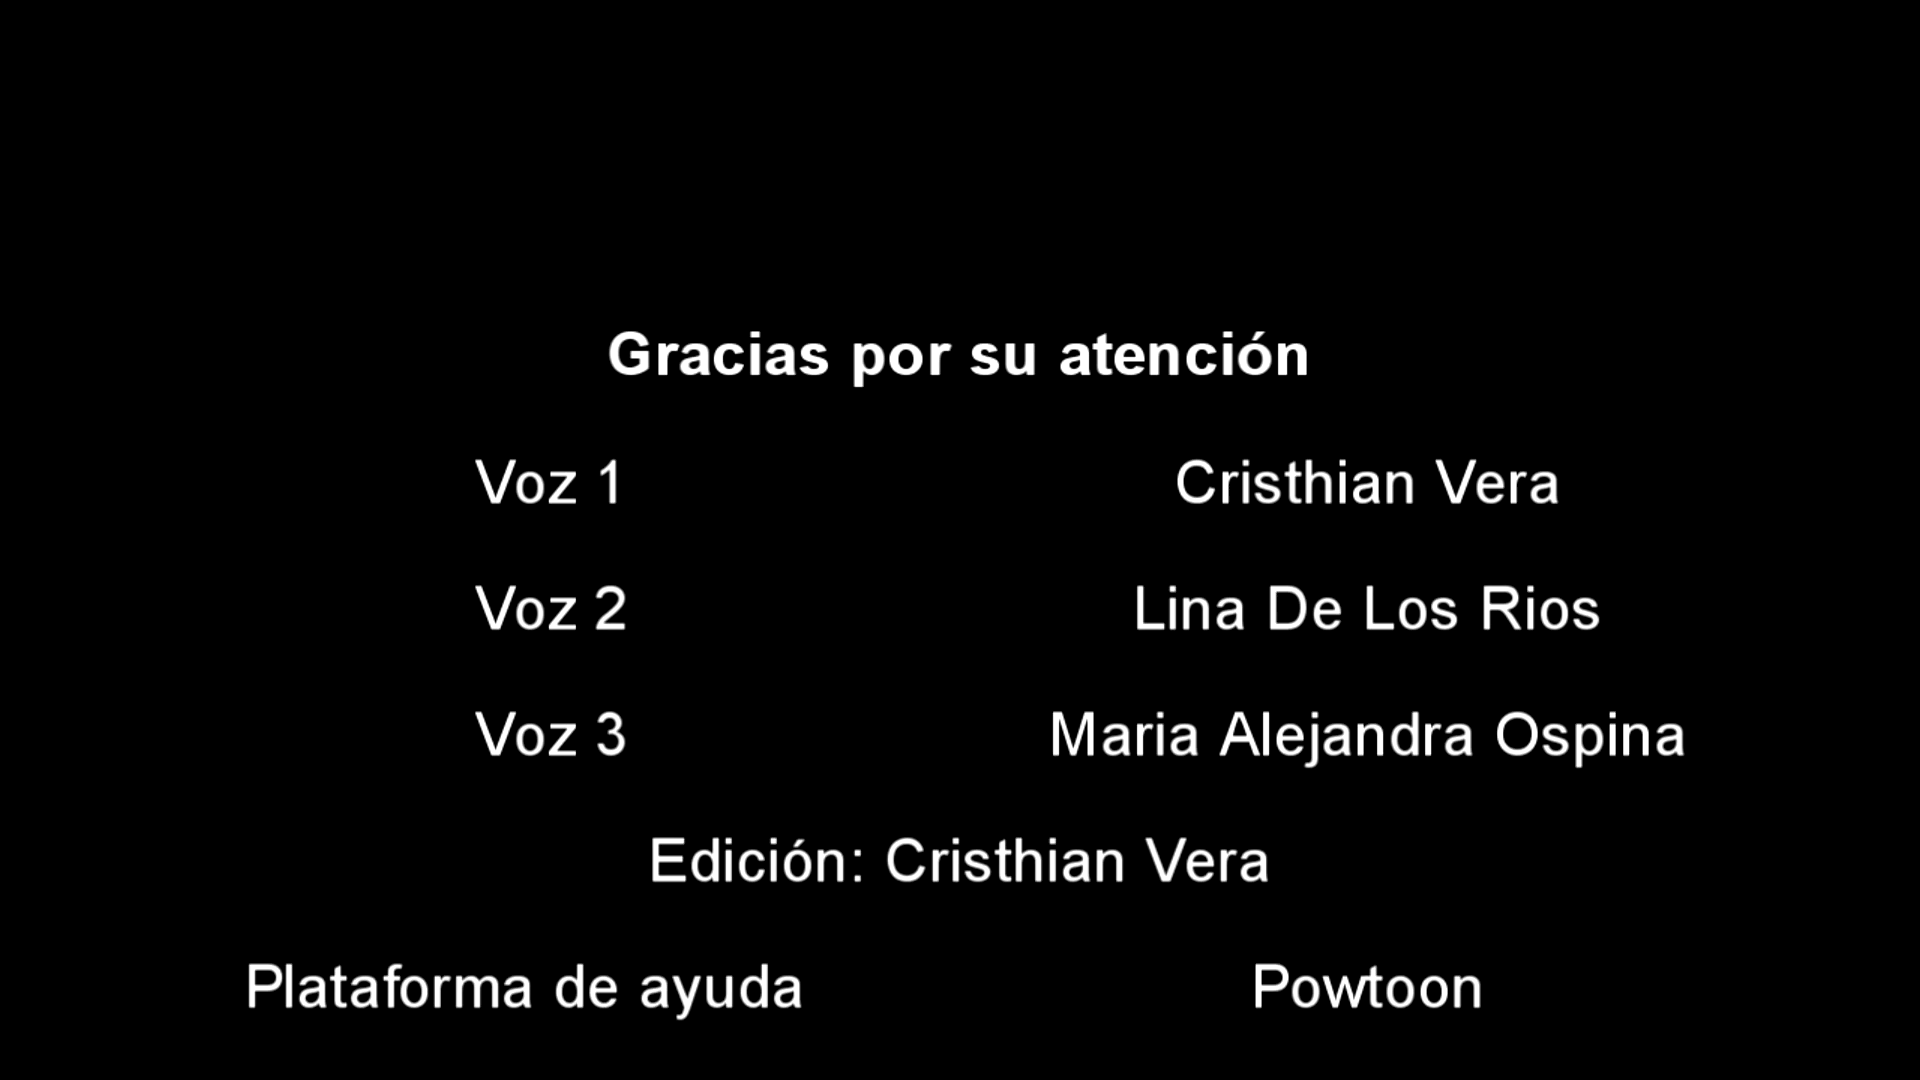 Gracias por su atención
Voz 1 Cristhian Vera
Voz 2 Lina De Los Rios
Voz 3 Maria Alejandra Ospina
Edición: Cristhian Vera
Plataforma de ayuda Powtoon